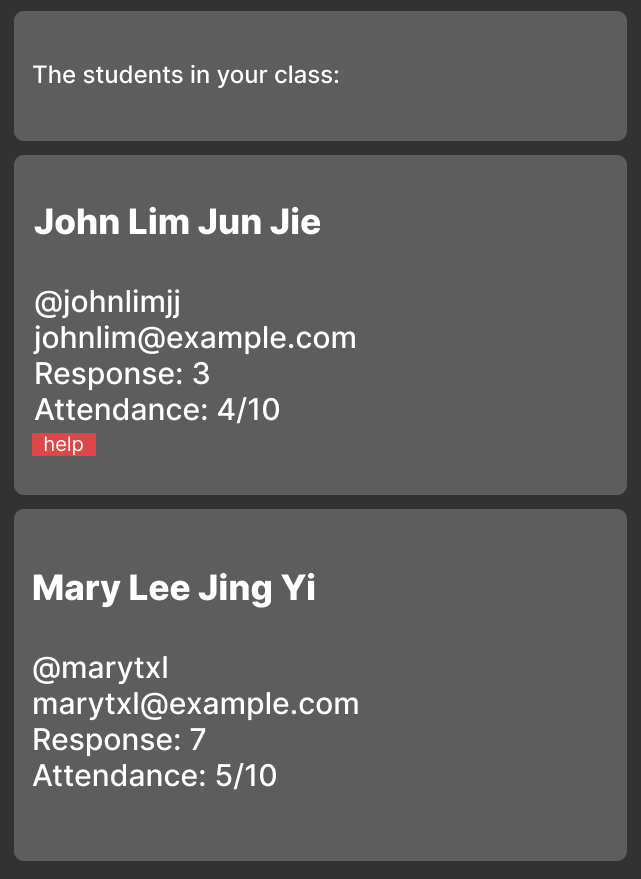 The students in your class:
John Lim Jun Jie
@johnlimjj
johnlim@example.com
Response: 3
Attendance: 4/10
help
Mary Lee Jing Yi
@marytxl
marytxl@example.com
Response: 7
Attendance: 5/10